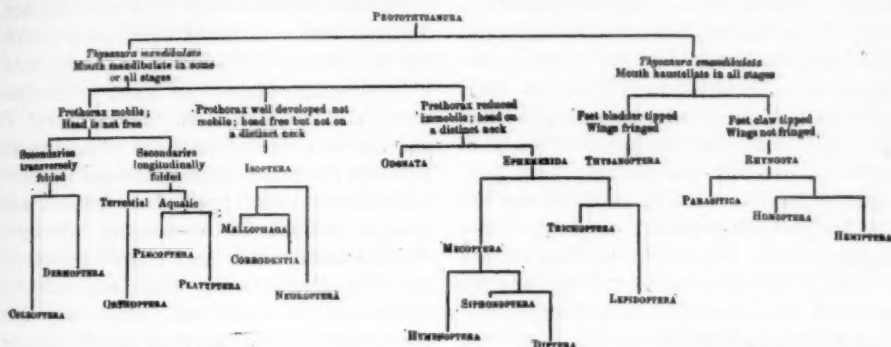 PROTOTHYSANURA
Thysanura mandibulata
Mouth mandibulate in some
or all stages
Thysanura emandibulata
Mouth haustellate in all stages
Prothorax mobile;
Head is not free
Prothorax well developed not
mobile; head free but not on
a distinct neck
Prothorax reduced
immobile; head on
a distinct neck
Feet bladder tipped
Wings fringed
Feet claw tipped
Wings not fringed
Secondaries
transversely
folded
Secondaries
longitudinally
folded
ISOPTERA
ODONATA
EPHEMERIDA
THYSANOPTERA
RHYNGOTA
Terrestial
Aquatic
PARASITICA
HOMOPTERA
HEMIPTERA
MALLOPHAGA
TRICHOPTERA
PLECOPTERA
CORRODENTIA
MECOPTERA
DERMOPTERA
PLATYPTERA
NEUROPTERA
LEPIDOPTERA
COLEOPTERA
ORTHOPTERA
SIPHONOPTERA
HYMENOPTERA
DIPTERA